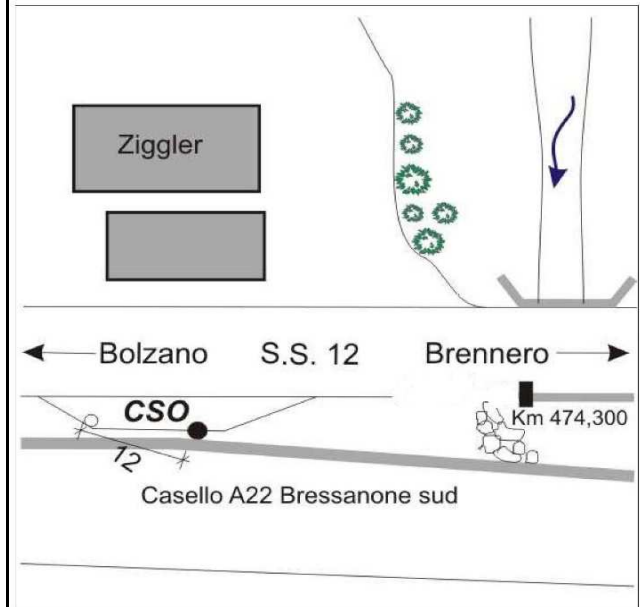 Ziggler
Bolzano S.S. 12 Brennero
CSO
Km 474,300
12
Casello A22 Bressanone sud